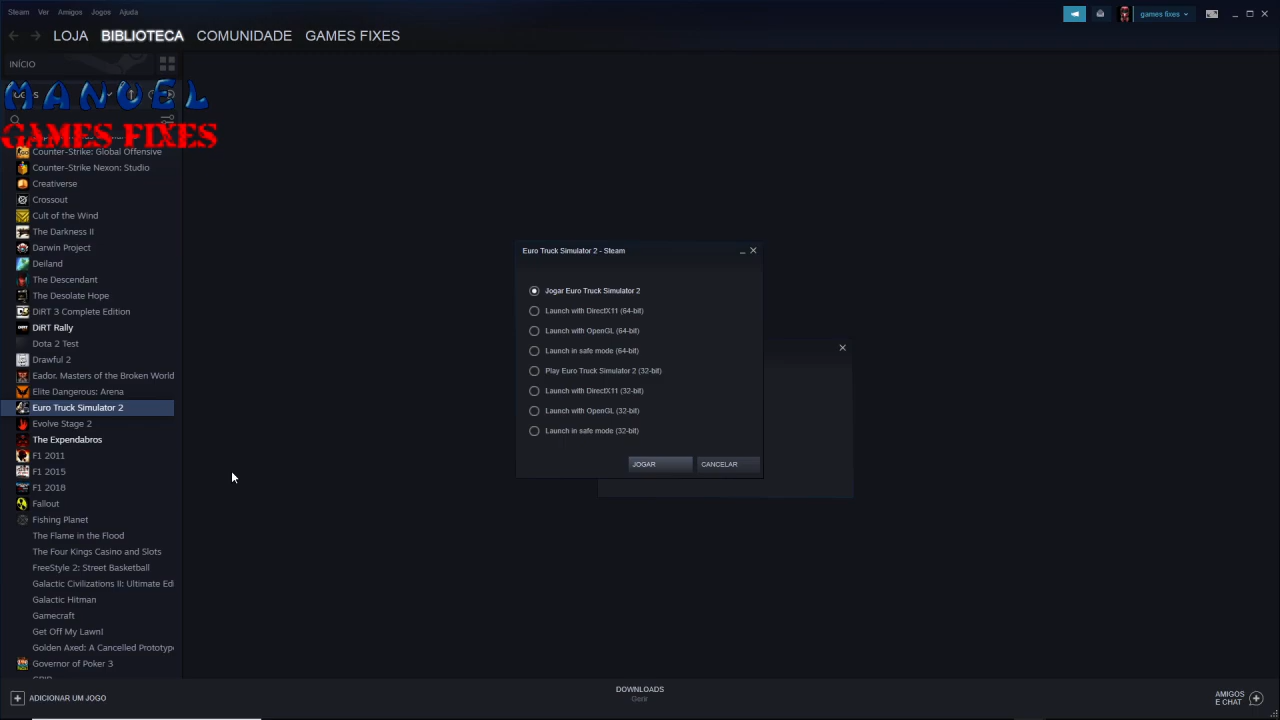 Steam Ver Amigos Jogos Ajuda
games fixes
LOJA BIBLIOTECA COMUNIDADE GAMES FIXES
INÍCIO
MANUEL
GAMES FIXES
Counter-Strike: Global Offensive
Counter-Strike Nexon: Studio
Creativerse
Crossout
Cult of the Wind
The Darkness II
Darwin Project
Deiland
The Descendant
The Desolate Hope
DiRT 3 Complete Edition
DiRT Rally
Dota 2 Test
Drawful 2
Eador. Masters of the Broken World
Elite Dangerous: Arena
Euro Truck Simulator 2
Evolve Stage 2
The Expendabros
F1 2011
F1 2015
F1 2018
Fallout
Fishing Planet
The Flame in the Flood
The Four Kings Casino and Slots
FreeStyle 2: Street Basketball
Galactic Civilizations II: Ultimate Edi
Galactic Hitman
Gamecraft
Get Off My Lawn!
Golden Axed: A Cancelled Prototype
Governor of Poker 3
Euro Truck Simulator 2 - Steam
Jogar Euro Truck Simulator 2
Launch with DirectX11 (64-bit)
Launch with OpenGL (64-bit)
Launch in safe mode (64-bit)
Play Euro Truck Simulator 2 (32-bit)
Launch with DirectX11 (32-bit)
Launch with OpenGL (32-bit)
Launch in safe mode (32-bit)
JOGAR CANCELAR
ADICIONAR UM JOGO
DOWNLOADS
Gerir
AMIGOS
E CHAT